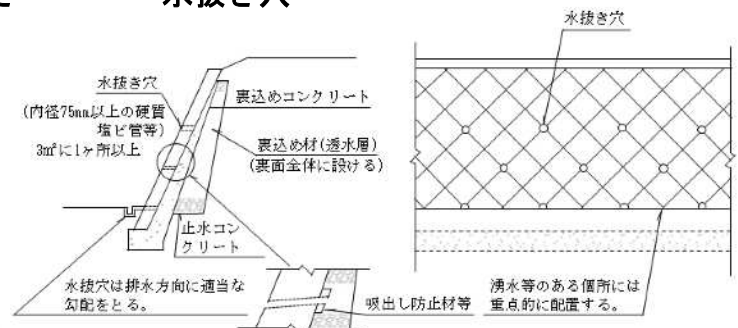 水抜き穴
水抜き穴
水抜き穴
(内径75mm以上の硬質
塩ビ管等)
3㎡に1ヶ所以上
裏込めコンクリート
裏込め材(透水層)
(裏面全体に設ける)
止水コン
クリート
水抜穴は排水方向に適当な
勾配をとる。
吸出し防止材等
湧水等のある個所には
重点的に配置する。